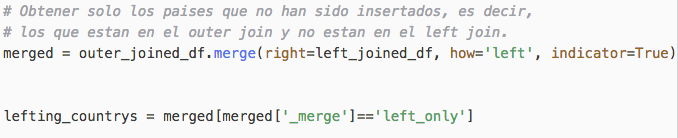 # Obtener solo los paises que no han sido insertados, es decir,
# los que estan en el outer join y no estan en el left join.
merged = outer_joined_df.merge(right=left_joined_df, how='left', indicator=True)
lefting_countrys = merged[merged['_merge']=='left_only']